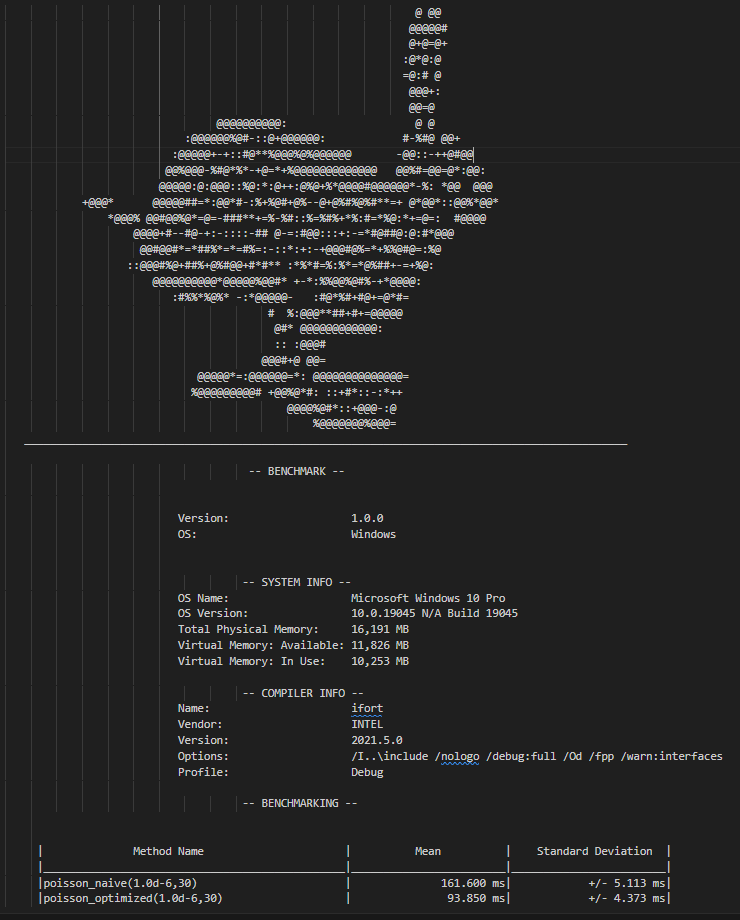 -- BENCHMARK --
Version: 1.0.0
OS: Windows
-- SYSTEM INFO --
OS Name: Microsoft Windows 10 Pro
OS Version: 10.0.19045 N/A Build 19045
Total Physical Memory: 16,191 MB
Virtual Memory: Available: 11,826 MB
Virtual Memory: In Use: 10,253 MB
-- COMPILER INFO --
Name: ifort
Vendor: INTEL
Version: 2021.5.0
Options: /I..\include /nologo /debug:full /Od /fpp /warn:interfaces
Profile: Debug
-- BENCHMARKING --
| Method Name | Mean | Standard Deviation |
|poisson_naive(1.0d-6,30) | 161.600 ms| +/- 5.113 ms|
|poisson_optimized(1.0d-6,30) | 93.850 ms| +/- 4.373 ms|